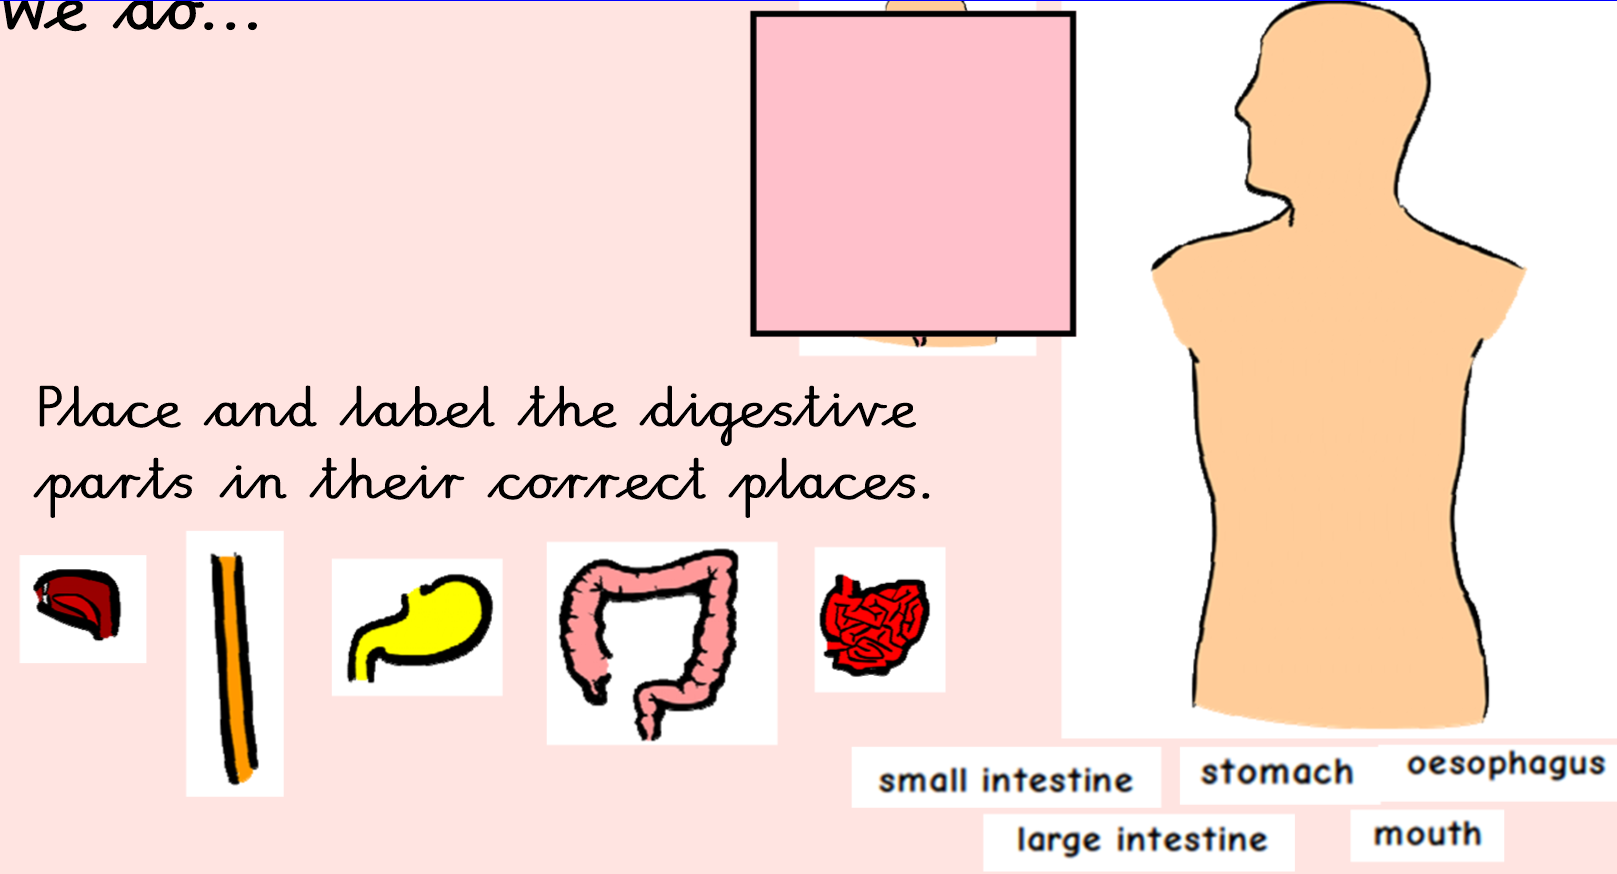 we do...
Place and label the digestive
parts in their correct places.
small intestine
stomach
oesophagus
large intestine
mouth